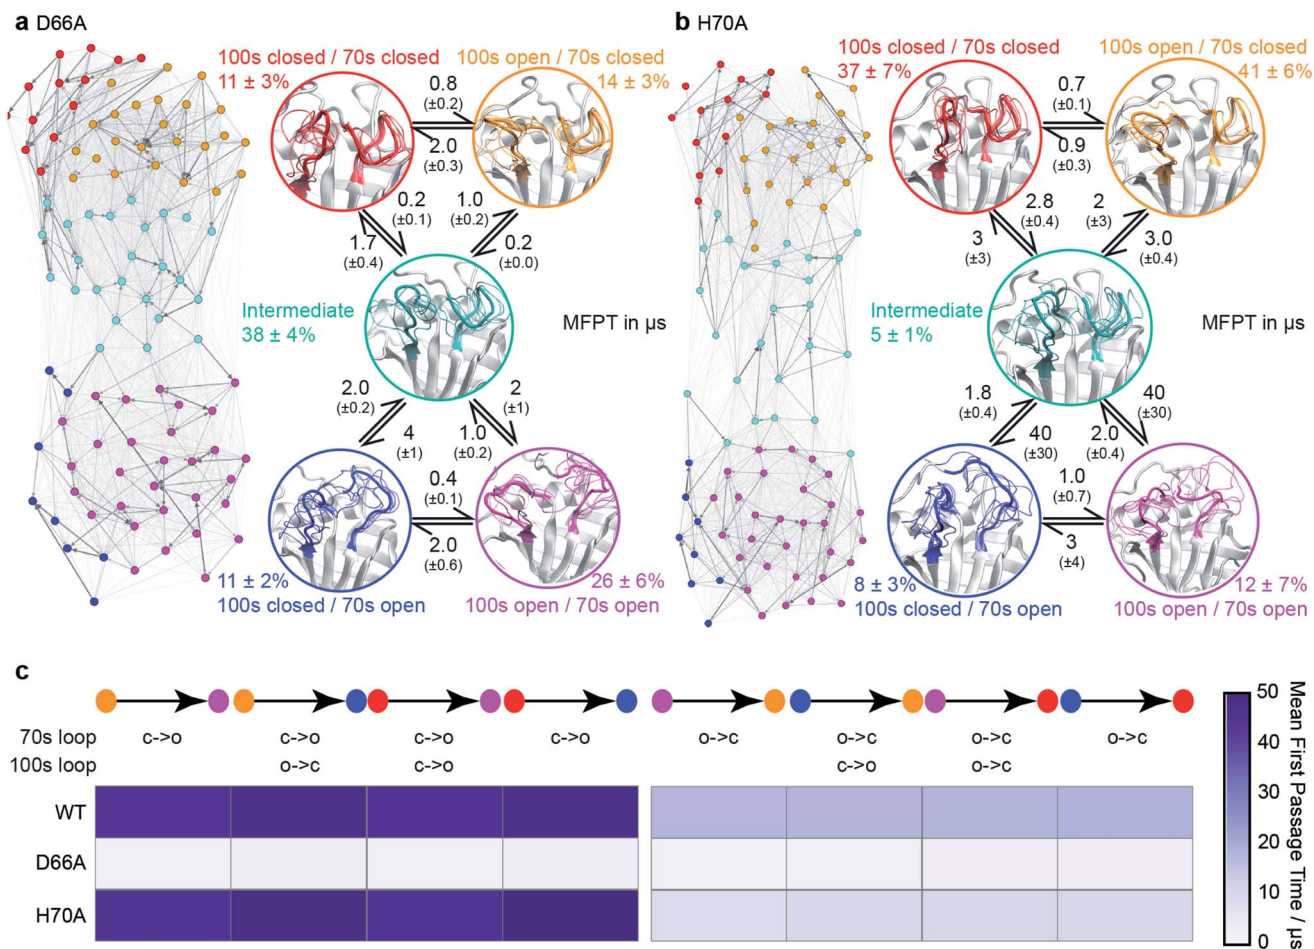 a D66A
100s closed / 70s closed
11 ± 3%
100s open / 70s closed
14 ± 3%
0.8
(±0.2)
2.0
(±0.3)
0.2
(±0.1)
1.7
(±0.4)
1.0
(±0.2)
0.2
(±0.0)
Intermediate
38 ± 4%
MFPT in µs
2.0
(±0.2)
4
(±1)
2
(±1)
1.0
(±0.2)
0.4
(±0.1)
2.0
(±0.6)
11 ± 2%
100s closed / 70s open
26 ± 6%
100s open / 70s open
b H70A
100s closed / 70s closed
37 ± 7%
100s open / 70s closed
41 ± 6%
0.7
(±0.1)
0.9
(±0.3)
2.8
(±0.4)
3
(±3)
2
(±3)
3.0
(±0.4)
Intermediate
5 ± 1%
MFPT in µs
1.8
(±0.4)
40
(±30)
40
(±30)
2.0
(±0.4)
1.0
(±0.7)
3
(±4)
8 ± 3%
100s closed / 70s open
12 ± 7%
100s open / 70s open
c
70s loop c->o c->o c->o c->o o->c o->c o->c o->c
100s loop o->c c->o c->o o->c
WT
D66A
H70A
50
40
30
20
10
0
Mean First Passage Time / µs